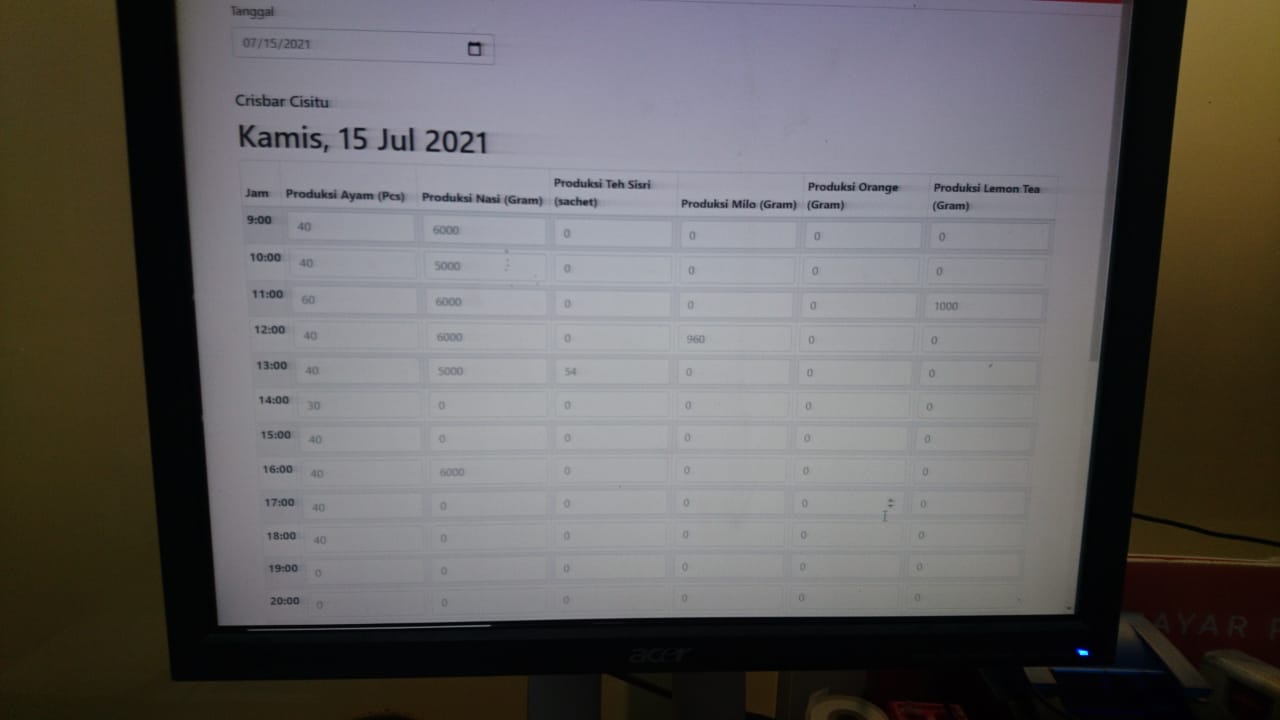 Tanggal
07/15/2021
Crisbar Cisitu
Kamis, 15 Jul 2021
Jam Produksi Ayam (Pcs) Produksi Nasi (Gram) Produksi Teh Sisri (sachet) Produksi Milo (Gram) Produksi Orange (Gram) Produksi Lemon Tea (Gram)
9:00 40 6000 0 0 0 0
10:00 40 5000 0 0 0 0
11:00 60 6000 0 0 0 1000
12:00 40 6000 0 960 0 0
13:00 40 5000 54 0 0 0
14:00 30 0 0 0 0 0
15:00 40 0 0 0 0 0
16:00 40 6000 0 0 0 0
17:00 40 0 0 0 0 0
18:00 40 0 0 0 0 0
19:00 0 0 0 0 0 0
20:00 0 0 0 0 0 0
acer